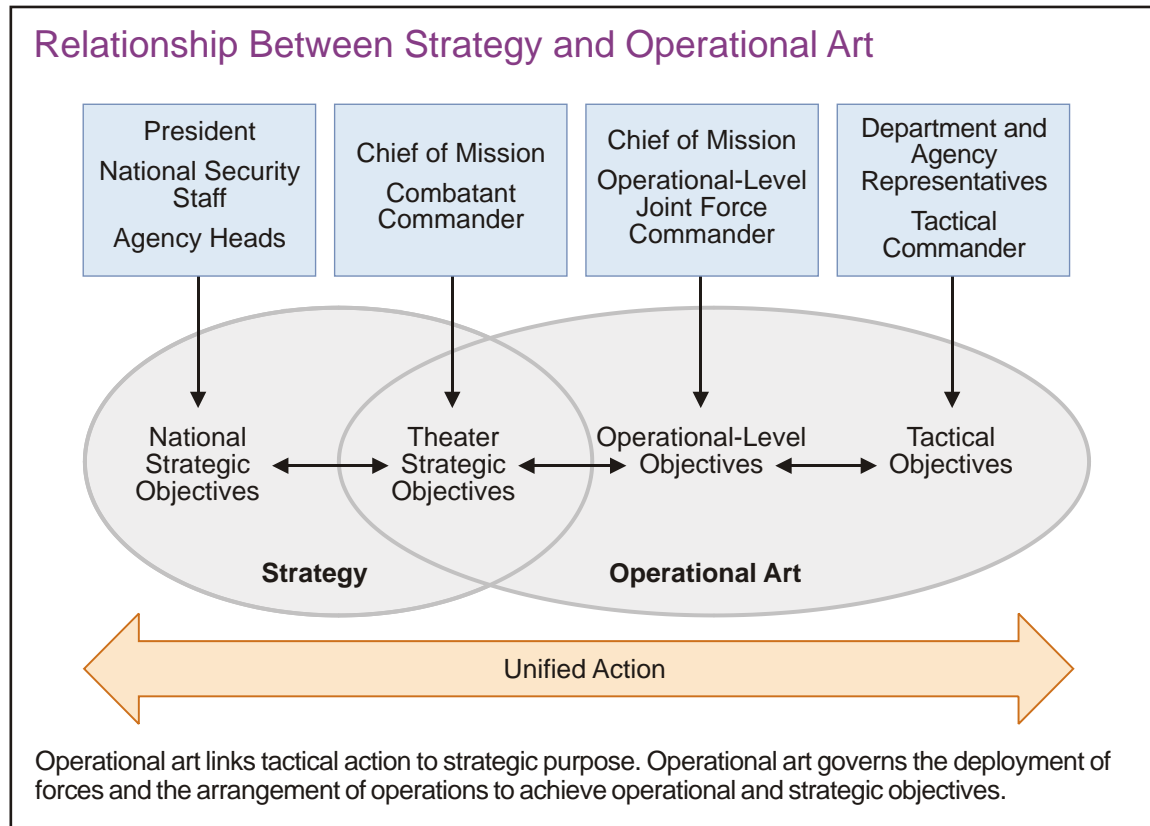 Relationship Between Strategy and Operational Art
President
National Security
Staff
Agency Heads
Chief of Mission
Combatant
Commander
Chief of Mission
Operational-Level
Joint Force
Commander
Department and
Agency
Representatives
Tactical
Commander
National
Strategic
Objectives
Theater
Strategic
Objectives
Operational-Level
Objectives
Tactical
Objectives
Strategy
Operational Art
Unified Action
Operational art links tactical action to strategic purpose. Operational art governs the deployment of
forces and the arrangement of operations to achieve operational and strategic objectives.